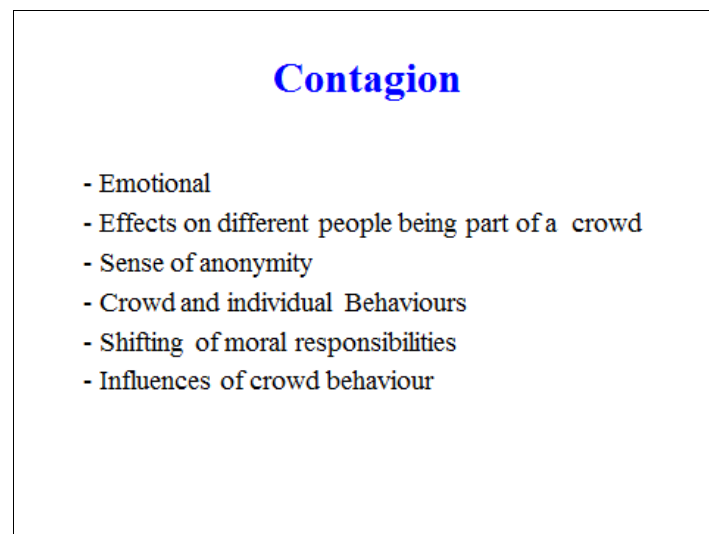 Contagion
- Emotional
- Effects on different people being part of a crowd
- Sense of anonymity
- Crowd and individual Behaviours
- Shifting of moral responsibilities
- Influences of crowd behaviour